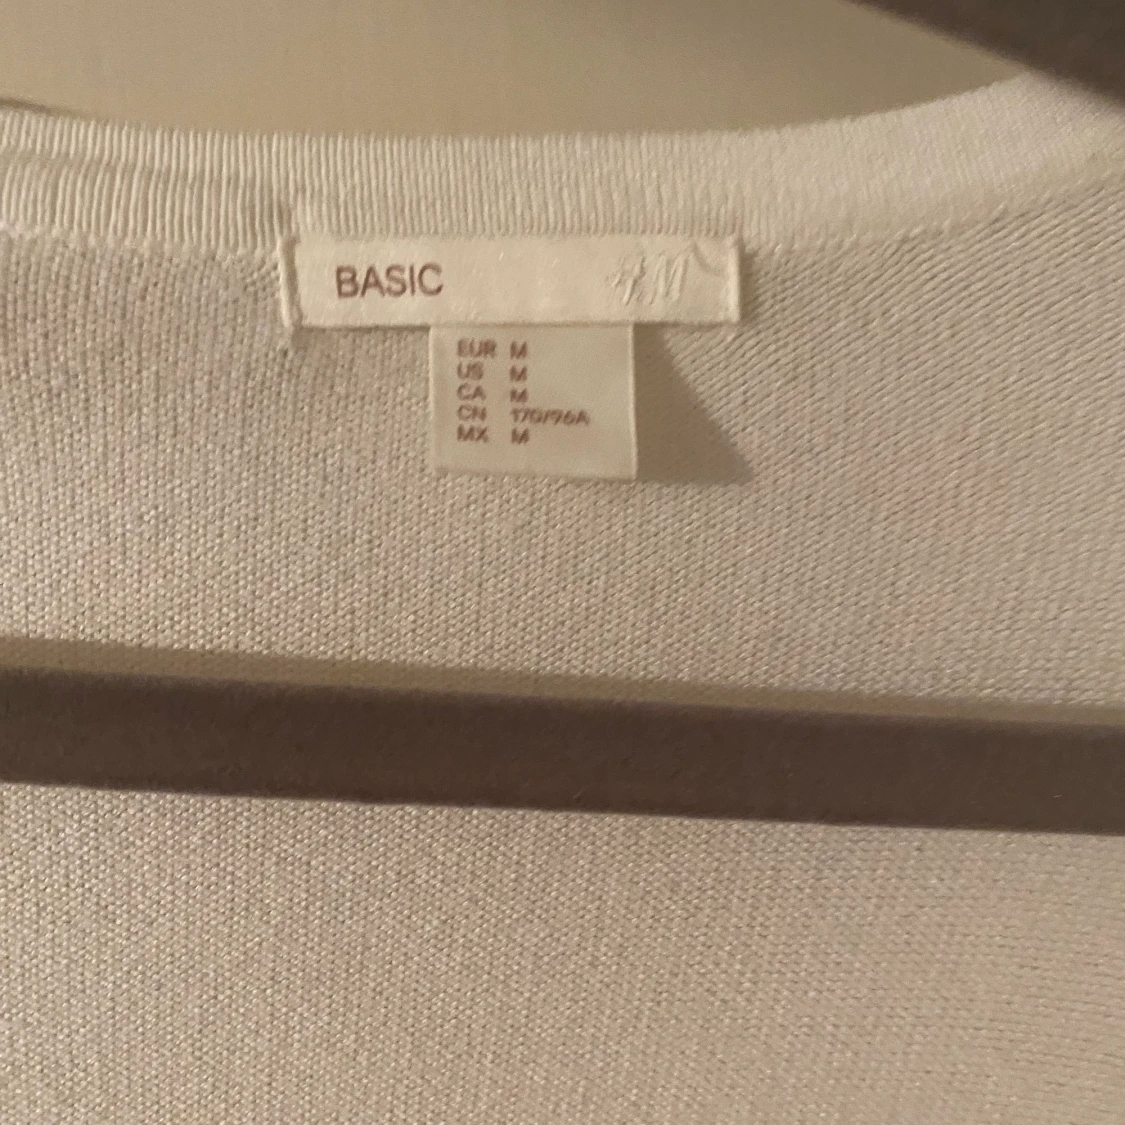 BASIC H&M
EUR M
US M
CA M
CN 170/96A
MX M